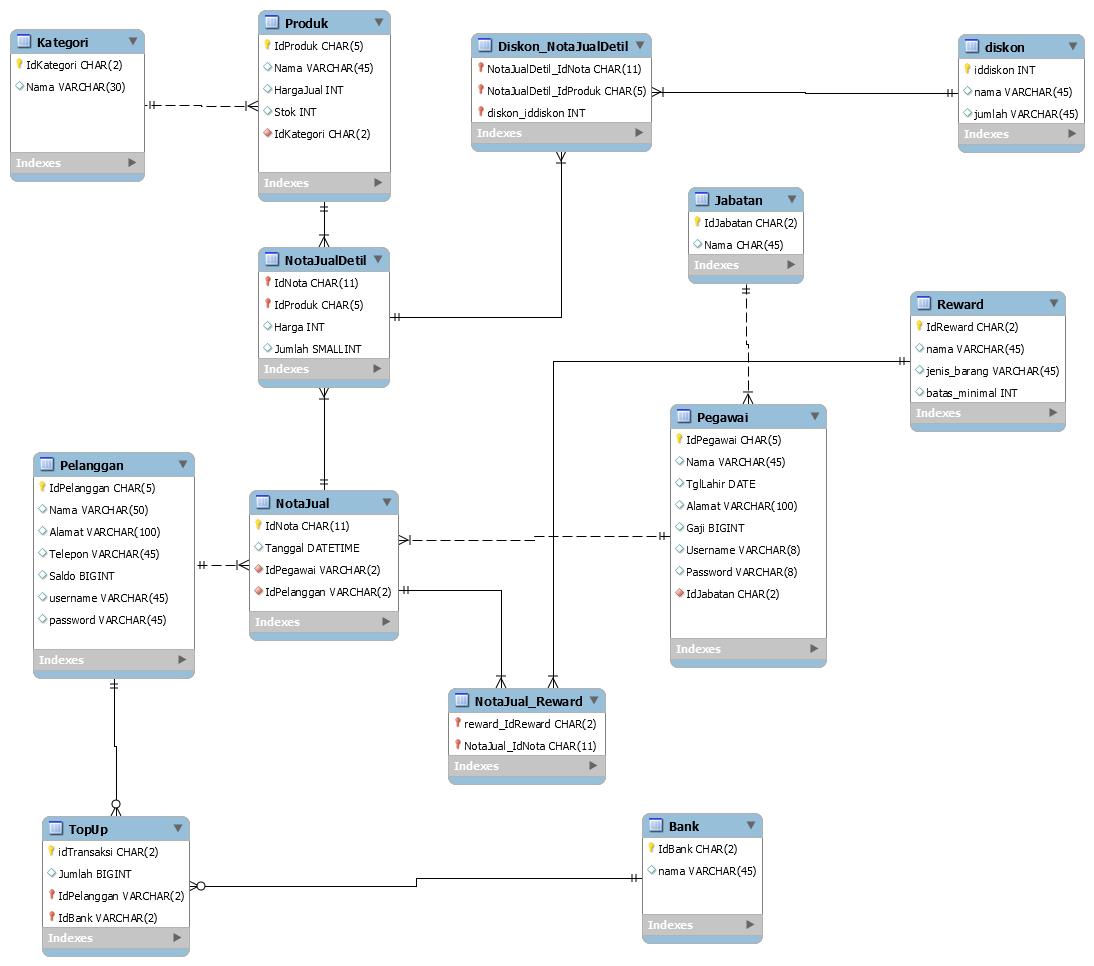 Kategori
IdKategori CHAR(2)
Nama VARCHAR(30)
Indexes
Produk
IdProduk CHAR(5)
Nama VARCHAR(45)
HargaJual INT
Stok INT
IdKategori CHAR(2)
Indexes
Diskon_NotaJualDetil
NotaJualDetil_IdNota CHAR(11)
NotaJualDetil_IdProduk CHAR(5)
diskon_iddiskon INT
Indexes
diskon
iddiskon INT
nama VARCHAR(45)
jumlah VARCHAR(45)
Indexes
Jabatan
IdJabatan CHAR(2)
Nama CHAR(45)
Indexes
NotaJualDetil
IdNota CHAR(11)
IdProduk CHAR(5)
Harga INT
Jumlah SMALLINT
Indexes
Reward
IdReward CHAR(2)
nama VARCHAR(45)
jenis_barang VARCHAR(45)
batas_minimal INT
Indexes
Pegawai
IdPegawai CHAR(5)
Nama VARCHAR(45)
TglLahir DATE
Alamat VARCHAR(100)
Gaji BIGINT
Username VARCHAR(8)
Password VARCHAR(8)
IdJabatan CHAR(2)
Indexes
Pelanggan
IdPelanggan CHAR(5)
Nama VARCHAR(50)
Alamat VARCHAR(100)
Telepon VARCHAR(45)
Saldo BIGINT
username VARCHAR(45)
password VARCHAR(45)
Indexes
NotaJual
IdNota CHAR(11)
Tanggal DATETIME
IdPegawai VARCHAR(2)
IdPelanggan VARCHAR(2)
Indexes
NotaJual_Reward
reward_IdReward CHAR(2)
NotaJual_IdNota CHAR(11)
Indexes
TopUp
idTransaksi CHAR(2)
Jumlah BIGINT
IdPelanggan VARCHAR(2)
IdBank VARCHAR(2)
Indexes
Bank
IdBank CHAR(2)
nama VARCHAR(45)
Indexes